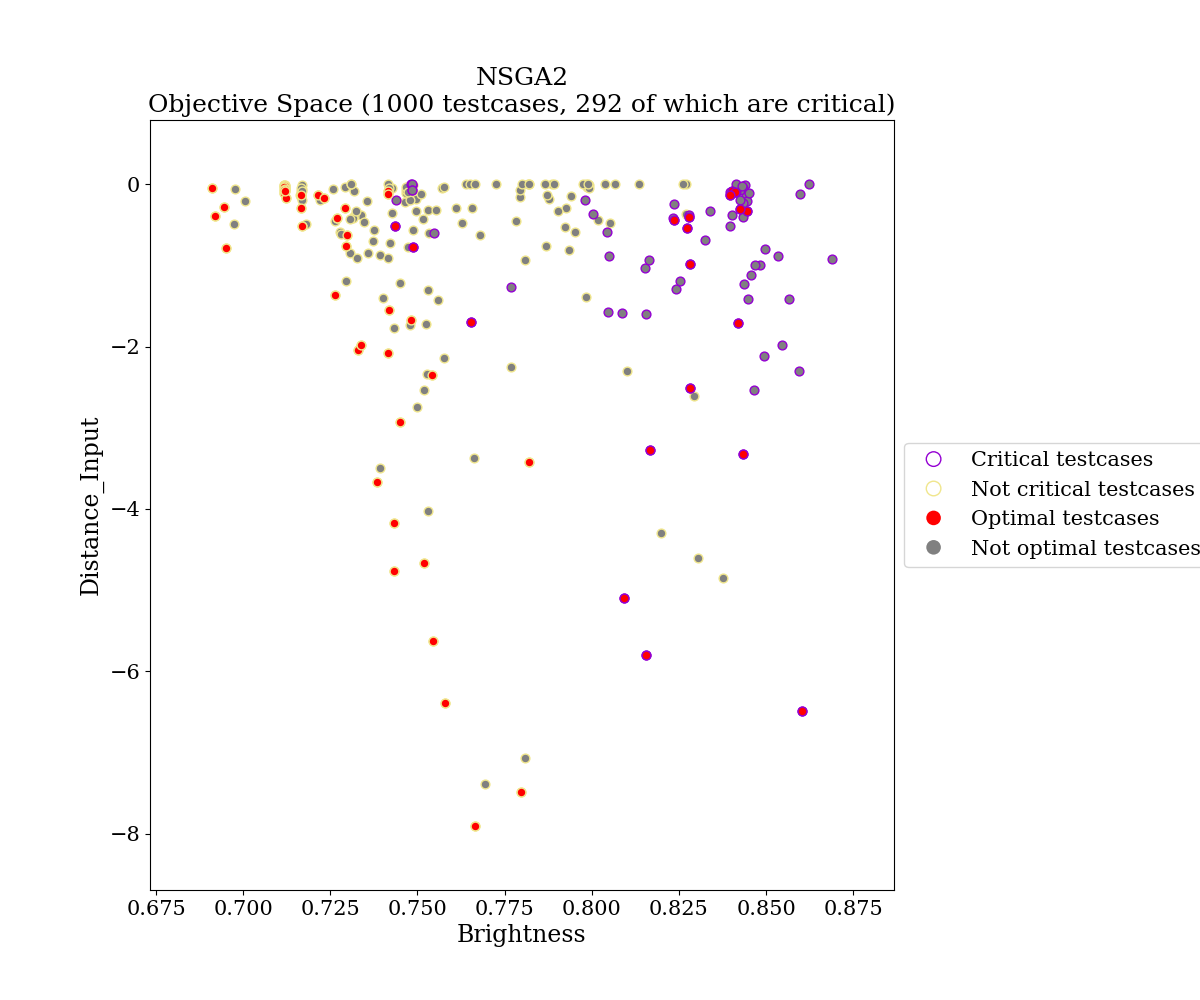 NSGA2
Objective Space (1000 testcases, 292 of which are critical)
0
−2
−4
−6
−8
Distance_Input
0.675 0.700 0.725 0.750 0.775 0.800 0.825 0.850 0.875
Brightness
Critical testcases
Not critical testcases
Optimal testcases
Not optimal testcases